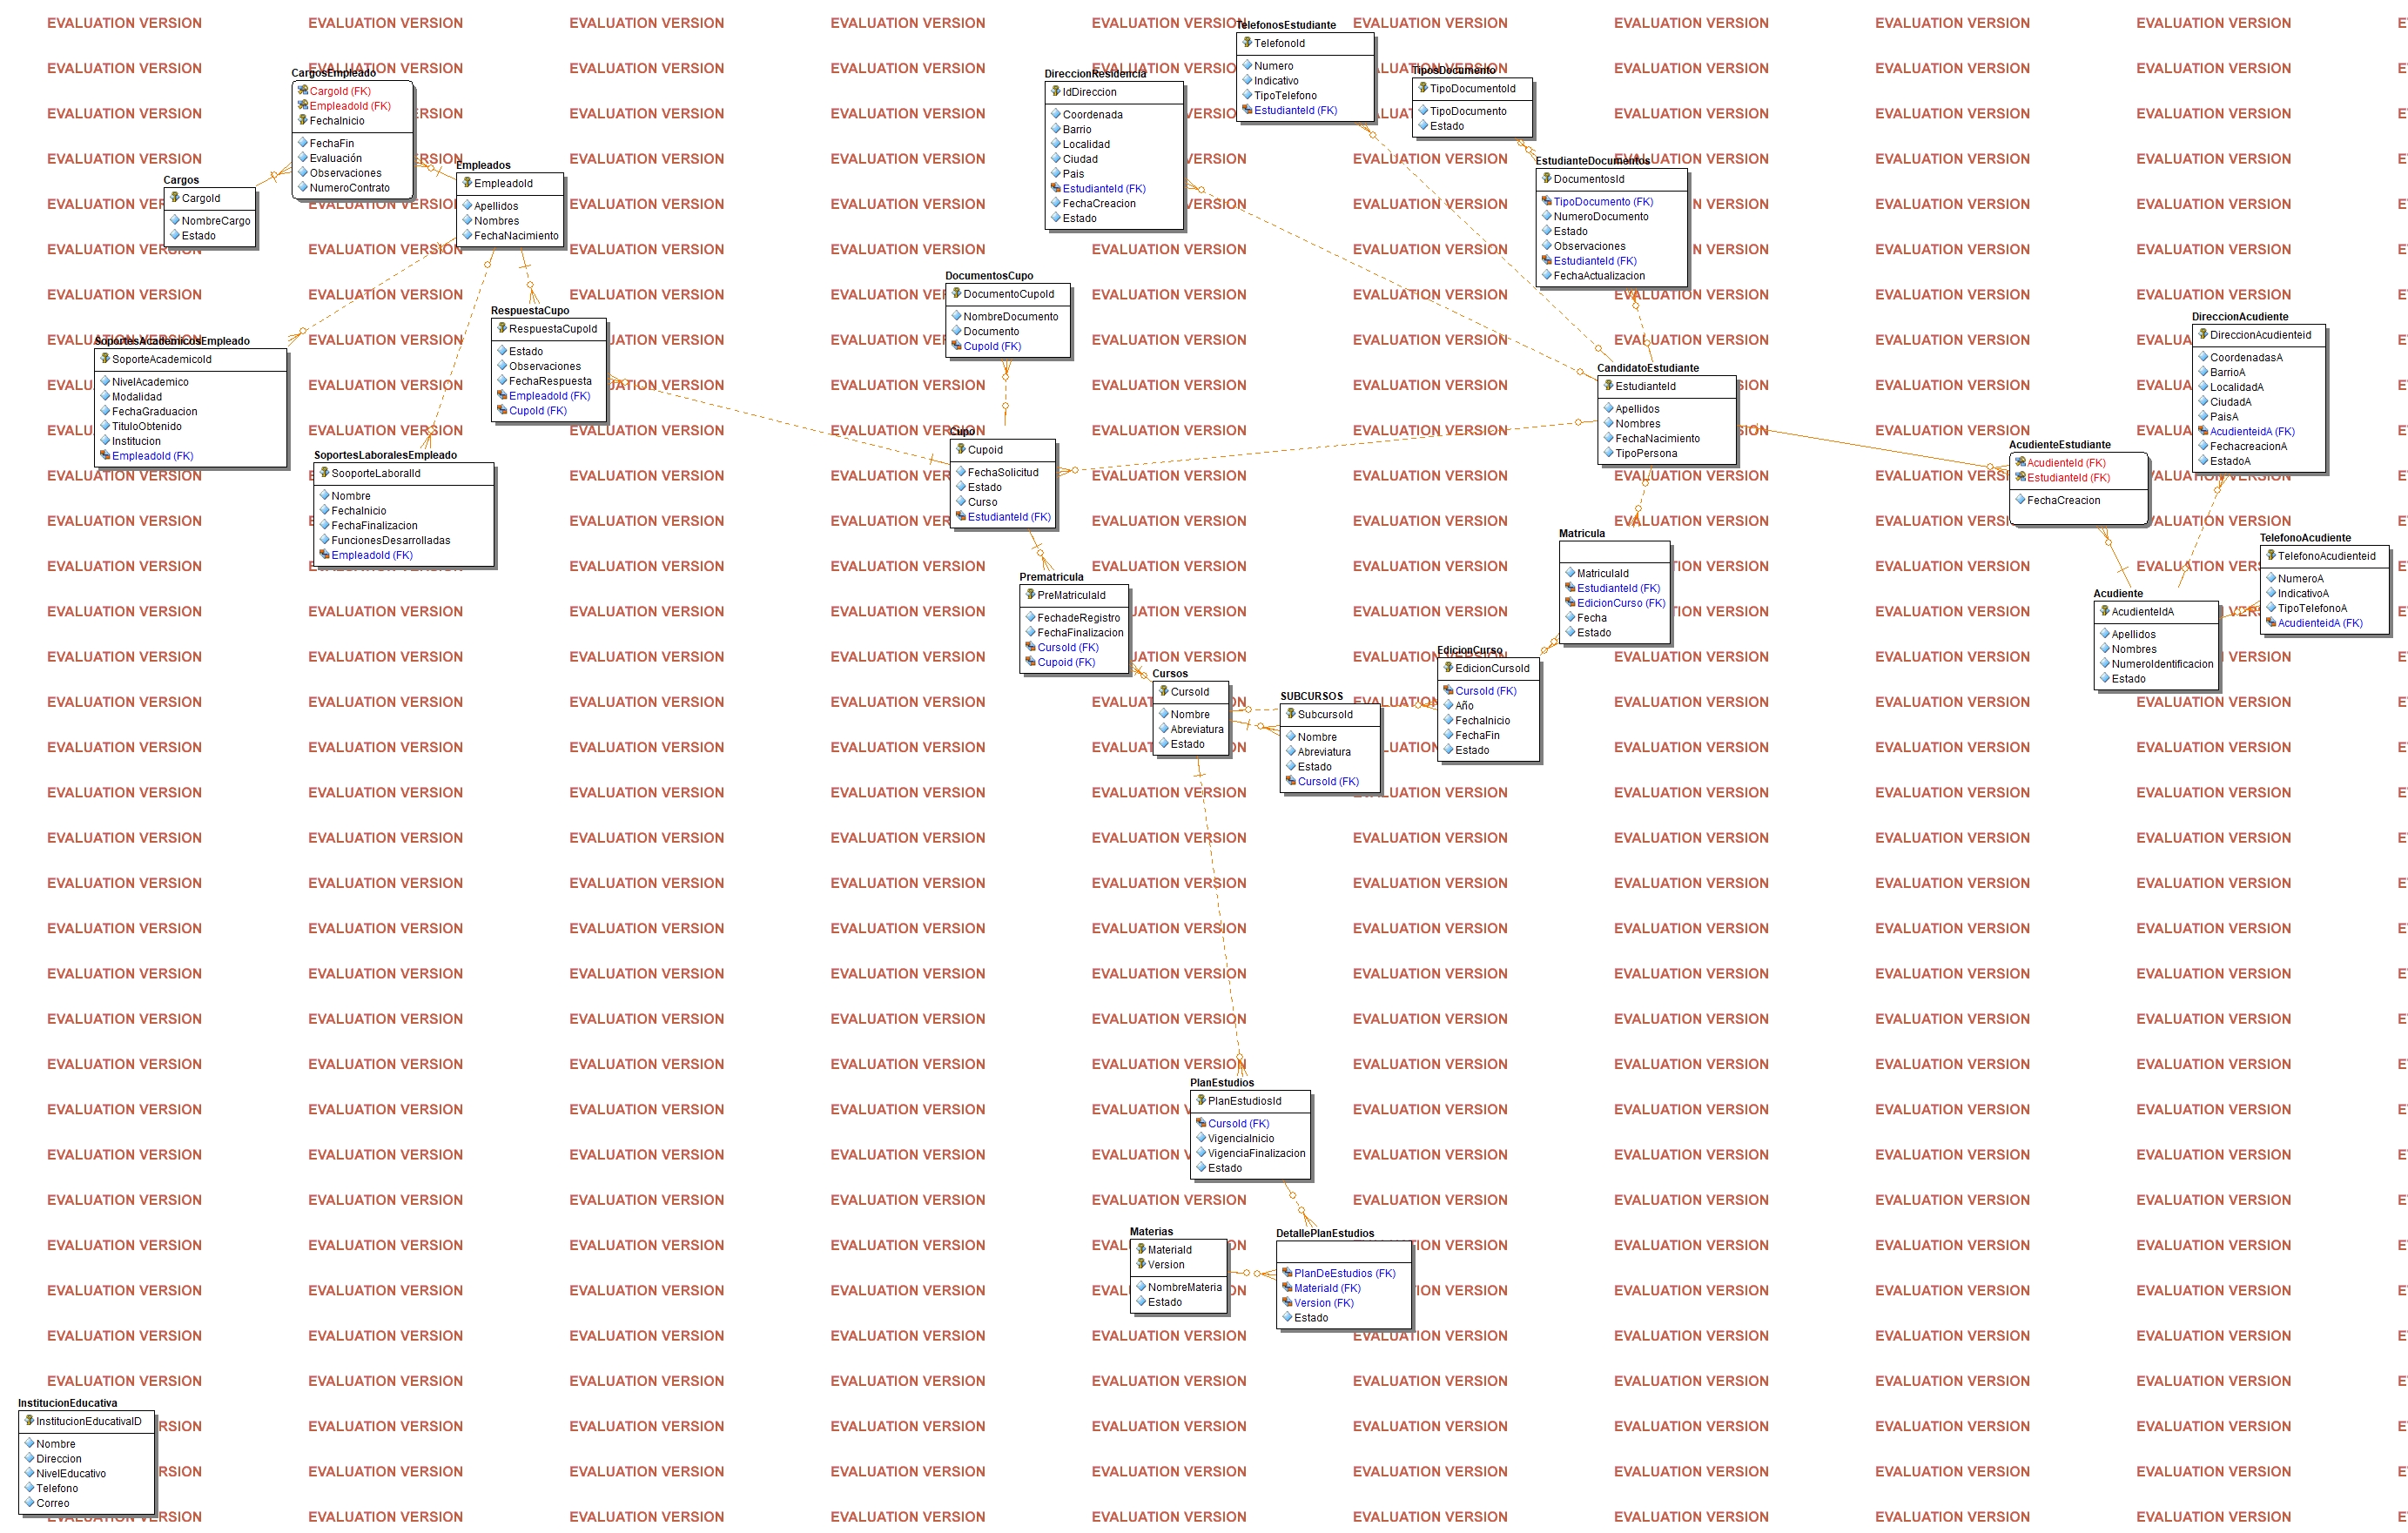 EVALUATION VERSION
CargosEmpleado
CargoId (FK)
EmpleadoId (FK)
FechaInicio
FechaFin
Evaluación
Observaciones
NumeroContrato
Cargos
CargoId
NombreCargo
Estado
Empleados
EmpleadoId
Apellidos
Nombres
FechaNacimiento
SoportesAcademicosEmpleado
SoporteAcademicoId
NivelAcademico
Modalidad
FechaGraduacion
TituloObtenido
Institucion
EmpleadoId (FK)
SoportesLaboralesEmpleado
SooporteLaboralId
Nombre
FechaInicio
FechaFinalizacion
FuncionesDesarrolladas
EmpleadoId (FK)
RespuestaCupo
RespuestaCupoId
Estado
Observaciones
FechaRespuesta
EmpleadoId (FK)
CupoId (FK)
DocumentosCupo
DocumentoCupoId
NombreDocumento
Documento
CupoId (FK)
Cupo
Cupoid
FechaSolicitud
Estado
Curso
EstudianteId (FK)
DireccionResidencia
IdDireccion
Coordenada
Barrio
Localidad
Ciudad
Pais
EstudianteId (FK)
FechaCreacion
Estado
TelefonosEstudiante
TelefonoId
Numero
Indicativo
TipoTelefono
EstudianteId (FK)
TiposDocumento
TipoDocumentoId
TipoDocumento
Estado
EstudianteDocumentos
DocumentosId
TipoDocumento (FK)
NumeroDocumento
Estado
Observaciones
EstudianteId (FK)
FechaActualizacion
CandidatoEstudiante
EstudianteId
Apellidos
Nombres
FechaNacimiento
TipoPersona
DireccionAcudiente
DireccionAcudienteid
CoordenadasA
BarrioA
LocalidadA
CiudadA
PaisA
AcudienteidA (FK)
FechacreacionA
EstadoA
AcudienteEstudiante
AcudienteId (FK)
EstudianteId (FK)
FechaCreacion
TelefonoAcudiente
TelefonoAcudienteid
NumeroA
IndicativoA
TipoTelefonoA
AcudienteidA (FK)
Acudiente
AcudienteIdA
Apellidos
Nombres
NumeroIdentificacion
Estado
Matricula
MatriculaId
EstudianteId (FK)
EdicionCurso (FK)
Fecha
Estado
Prematricula
PreMatriculaId
FechadeRegistro
FechaFinalizacion
CursoId (FK)
Cupoid (FK)
Cursos
CursoId
Nombre
Abreviatura
Estado
SUBCURSOS
SubcursoId
Nombre
Abreviatura
Estado
CursoId (FK)
EdicionCurso
EdicionCursoId
CursoId (FK)
Año
FechaInicio
FechaFin
Estado
PlanEstudios
PlanEstudiosId
CursoId (FK)
VigenciaInicio
VigenciaFinalizacion
Estado
Materias
MateriaId
Version
NombreMateria
Estado
DetallePlanEstudios
PlanDeEstudios (FK)
MateriaId (FK)
Version (FK)
Estado
InstitucionEducativa
InstitucionEducativaID
Nombre
Direccion
NivelEducativo
Telefono
Correo